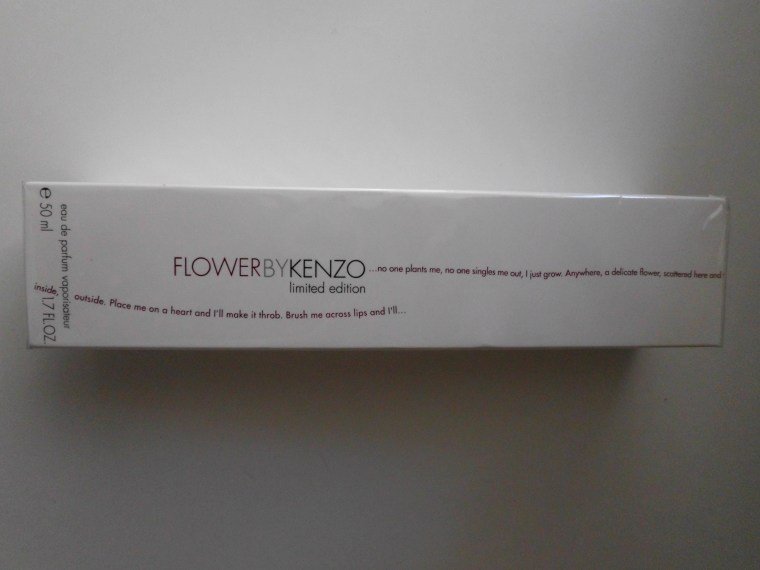 FLOWERBYKENZO ...no one plants me, no one singles me out, I just grow. Anywhere, a delicate flower, scattered here and
limited edition
inside, outside. Place me on a heart and I'll make it throb. Brush me across lips and I'll...
eau de parfum vaporisateur
℮ 50 ml 1.7 FL.OZ.